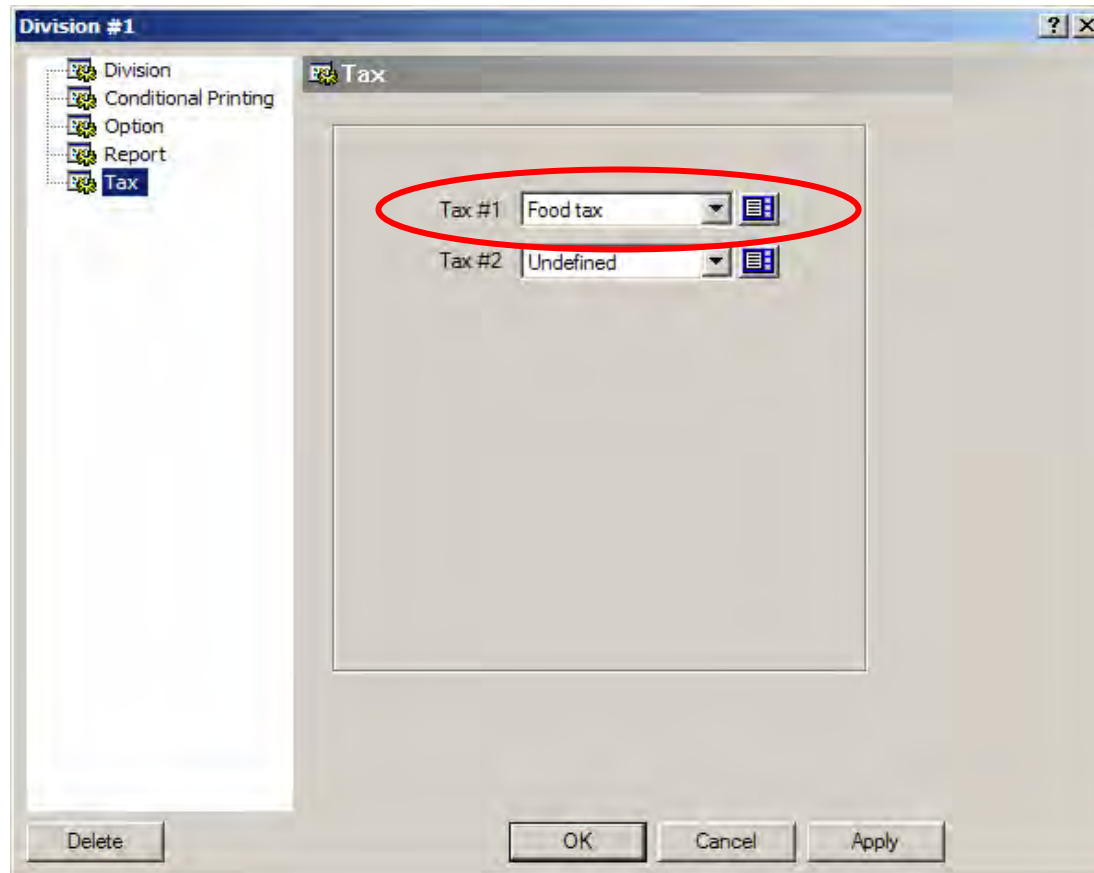 Division #1
Division
Conditional Printing
Option
Report
Tax
Tax
Tax #1 Food tax
Tax #2 Undefined
Delete OK Cancel Apply